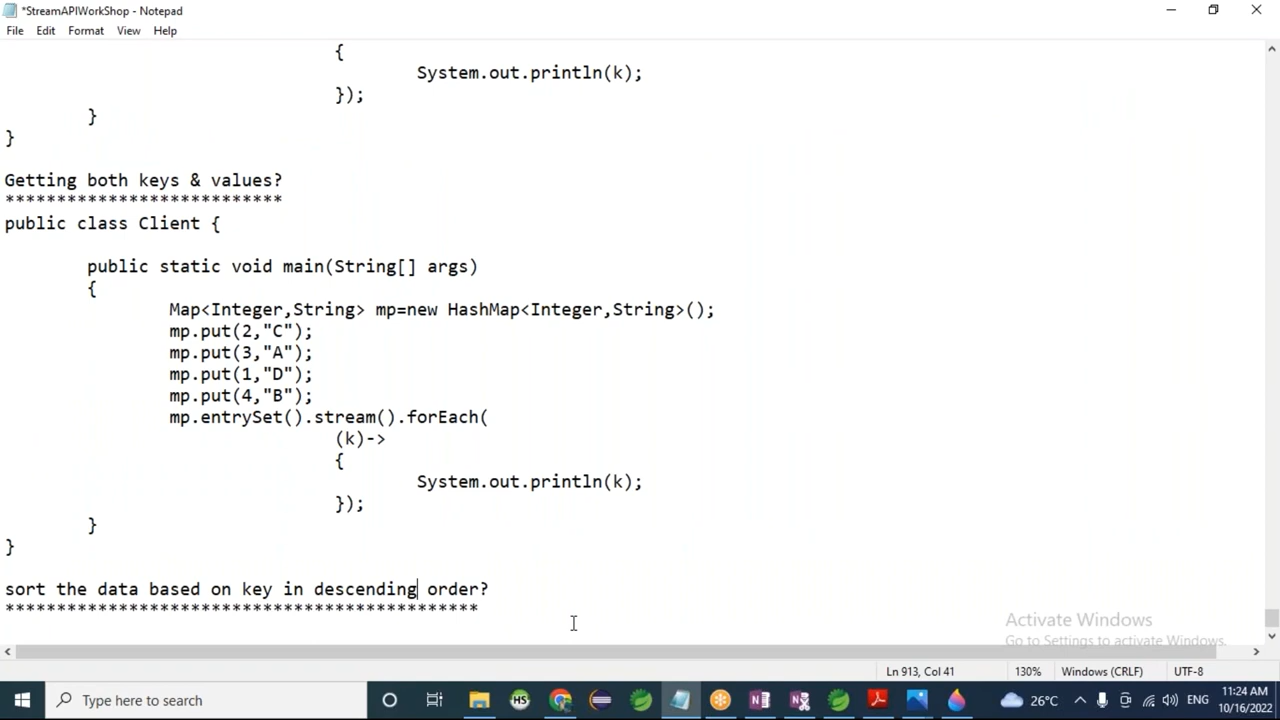 *StreamAPIWorkShop - Notepad
File Edit Format View Help
{
System.out.println(k);
});
}
}
Getting both keys & values?
***************************
public class Client {
public static void main(String[] args)
{
Map<Integer,String> mp=new HashMap<Integer,String>();
mp.put(2,"C");
mp.put(3,"A");
mp.put(1,"D");
mp.put(4,"B");
mp.entrySet().stream().forEach(
(k)->
{
System.out.println(k);
});
}
}
sort the data based on key in descending order?
**********************************************
Activate Windows
Go to Settings to activate Windows.
Ln 913, Col 41 130% Windows (CRLF) UTF-8
Type here to search HS 26°C ENG 11:24 AM
10/16/2022